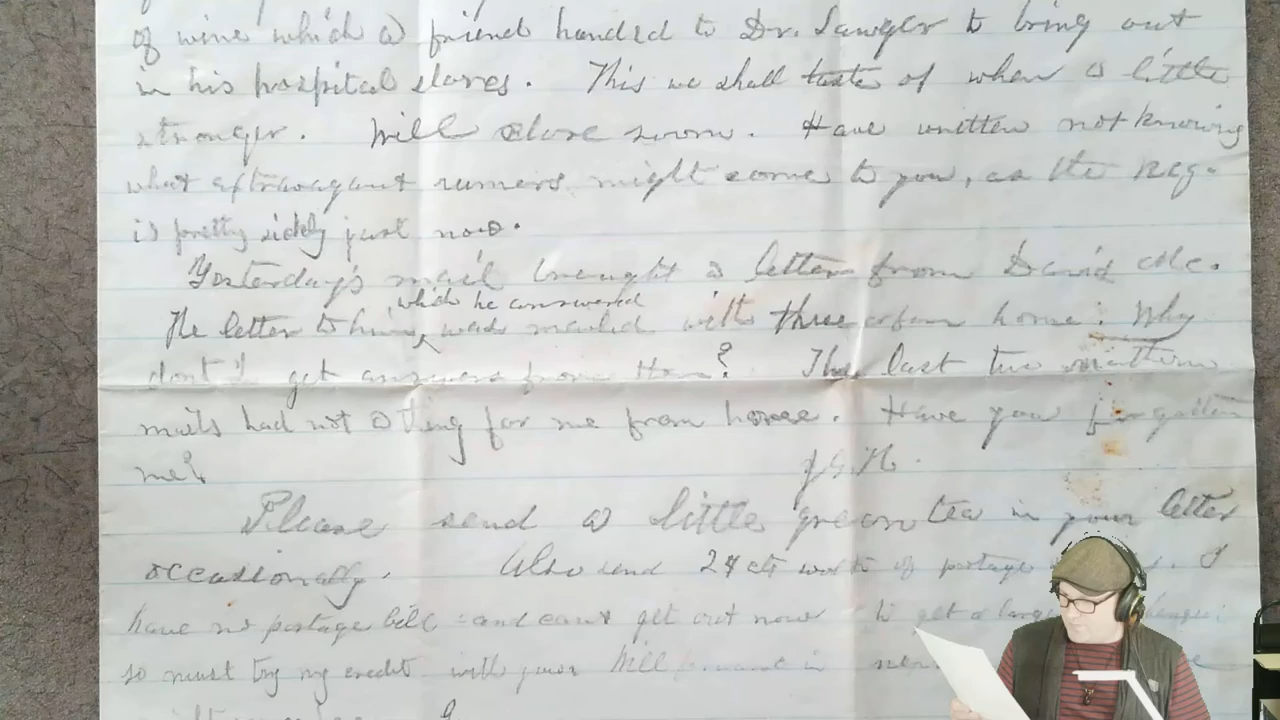 of wine which a friend handed to Dr. Sawyer to bring out
in his hospital stores. This we shall taste of when a little
stronger. Will close soon. Have written not knowing
what extravagant rumors might come to you, as the Reg.
is pretty sickly just now.
Yesterday's mail brought a letter from David Mc.
which he answered
The letter to him, was mailed with three for home. Why
don't I get answers from them? The last two
mails had not a thing for me from home. Have you forgotten
me? J.G.H.
Please send a little green tea in your letter
occasionally. Also send 24 cts worth of postage I
have no postage bill and can't get out now to get a large
so must try my credit with you. Will in